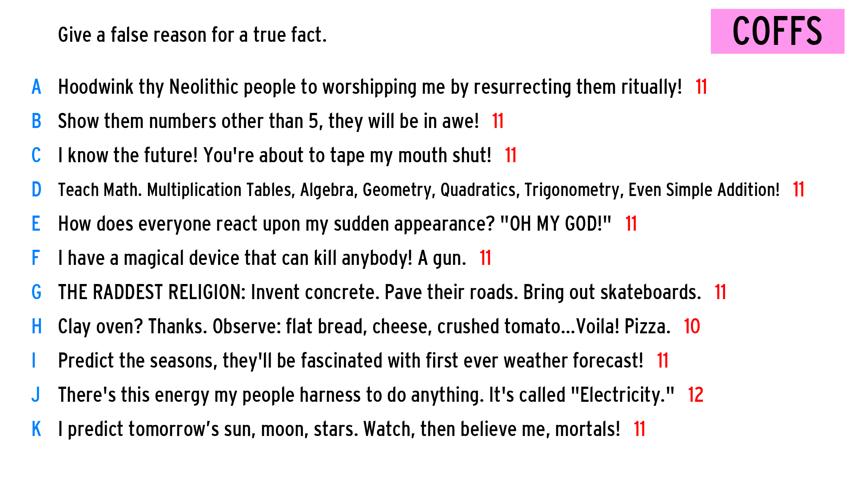 Give a false reason for a true fact.
COFFS
A Hoodwink thy Neolithic people to worshipping me by resurrecting them ritually! 11
B Show them numbers other than 5, they will be in awe! 11
C I know the future! You're about to tape my mouth shut! 11
D Teach Math. Multiplication Tables, Algebra, Geometry, Quadratics, Trigonometry, Even Simple Addition! 11
E How does everyone react upon my sudden appearance? "OH MY GOD!" 11
F I have a magical device that can kill anybody! A gun. 11
G THE RADDEST RELIGION: Invent concrete. Pave their roads. Bring out skateboards. 11
H Clay oven? Thanks. Observe: flat bread, cheese, crushed tomato...Voila! Pizza. 10
I Predict the seasons, they'll be fascinated with first ever weather forecast! 11
J There's this energy my people harness to do anything. It's called "Electricity." 12
K I predict tomorrow’s sun, moon, stars. Watch, then believe me, mortals! 11